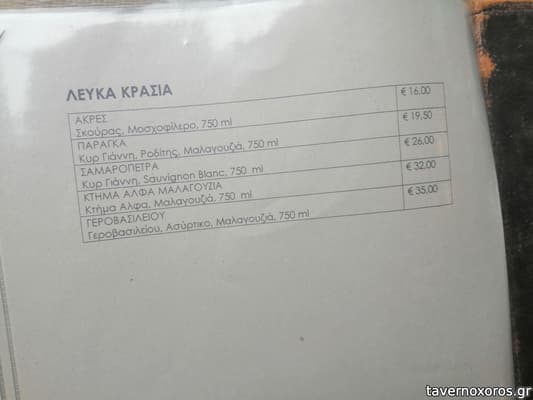 ΛΕΥΚΑ ΚΡΑΣΙΑ
ΑΚΡΕΣ
Σκούρας, Μοσχοφίλερο, 750 ml
€ 16,00
ΠΑΡΑΓΚΑ
Κυρ Γιάννη, Ροδίτης, Μαλαγουζιά, 750 ml
€ 19,50
ΣΑΜΑΡΟΠΕΤΡΑ
Κυρ Γιάννη, Sauvignon Blanc, 750 ml
€ 26,00
ΚΤΗΜΑ ΑΛΦΑ ΜΑΛΑΓΟΥΖΙΑ
Κτήμα Αλφα, Μαλαγουζιά, 750 ml
€ 32,00
ΓΕΡΟΒΑΣΙΛΕΙΟΥ
Γεροβασιλείου, Ασύρτικο, Μαλαγουζιά, 750 ml
€ 35,00
tavernoxoros.gr